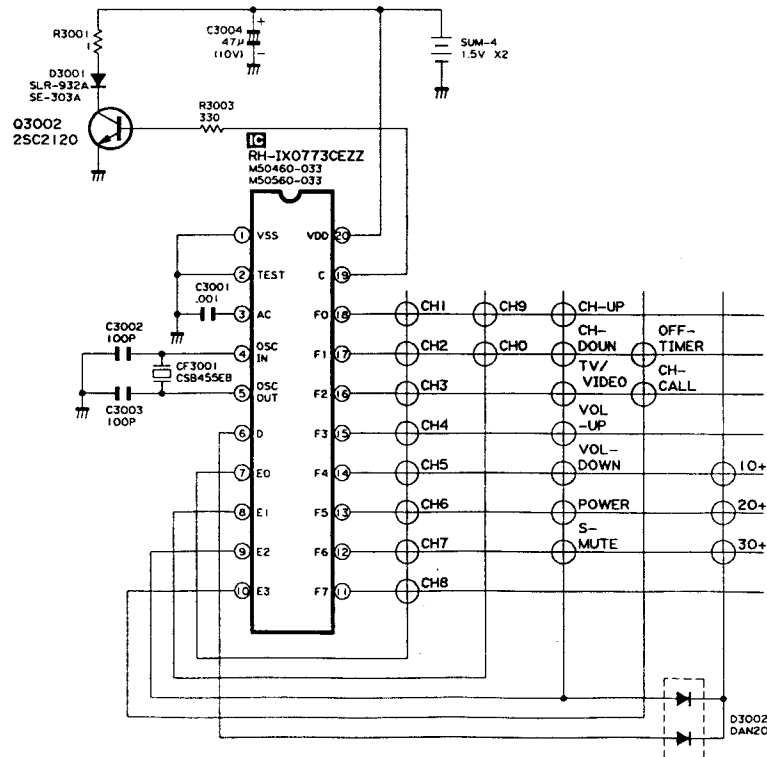 R3001
1
C3004
47μ
(10V)
+
−
SUM-4
1.5V X2
D3001
SLR-932A
SE-303A
R3003
330
Q3002
2SC2120
IC
RH-IX0773CEZZ
M50460-033
M50560-033
1 VSS VDD 20
2 TEST C 19
C3001
.001
3 AC F0 18 CH1 CH9 CH-UP
C3002
100P
4 OSC IN F1 17 CH2 CH0 CH-DOUN OFF-TIMER
CF3001
CSB455EB
5 OSC OUT F2 16 CH3 TV/VIDEO CH-CALL
C3003
100P
6 D F3 15 CH4 VOL-UP
7 E0 F4 14 CH5 VOL-DOWN 10+
8 E1 F5 13 CH6 POWER 20+
9 E2 F6 12 CH7 S-MUTE 30+
10 E3 F7 11 CH8
D3002
DAN20